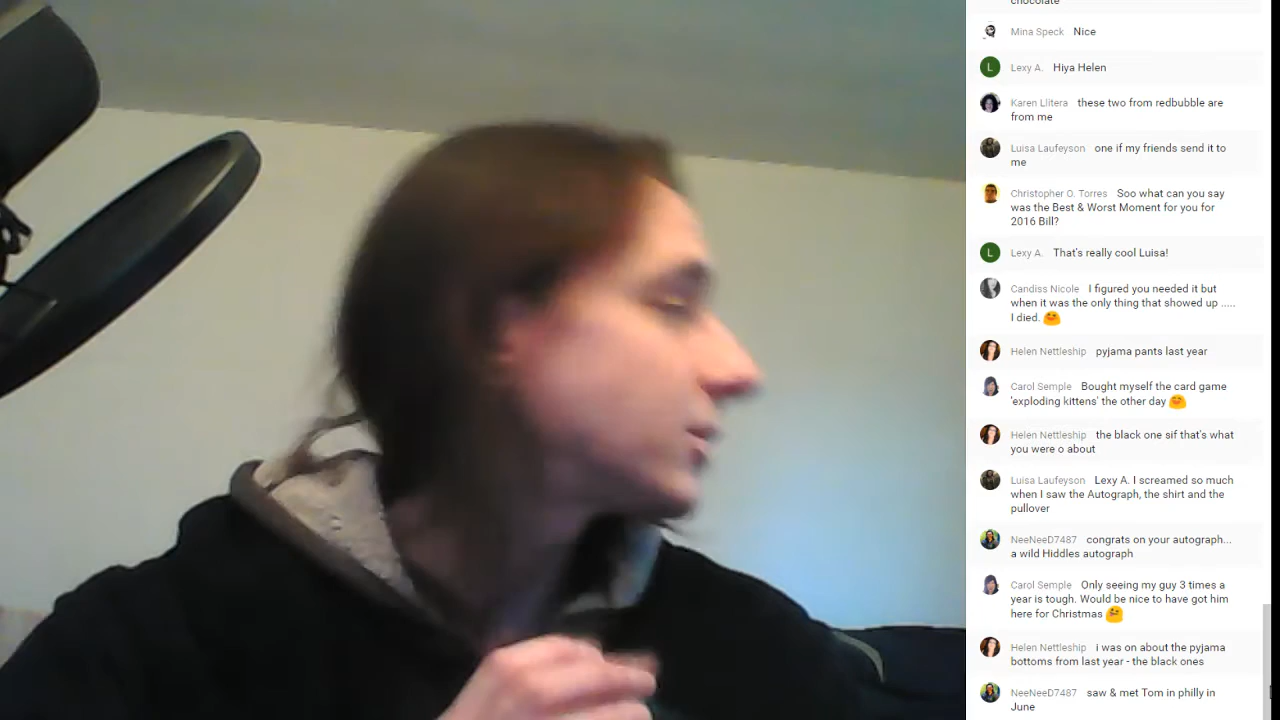 chocolate
Mina Speck Nice
L Lexy A. Hiya Helen
Karen Llitera these two from redbubble are
from me
Luisa Laufeyson one if my friends send it to
me
Christopher O. Torres Soo what can you say
was the Best & Worst Moment for you for
2016 Bill?
L Lexy A. That's really cool Luisa!
Candiss Nicole I figured you needed it but
when it was the only thing that showed up .....
I died.
Helen Nettleship pyjama pants last year
Carol Semple Bought myself the card game
'exploding kittens' the other day
Helen Nettleship the black one sif that's what
you were o about
Luisa Laufeyson Lexy A. I screamed so much
when I saw the Autograph, the shirt and the
pullover
NeeNeeD7487 congrats on your autograph...
a wild Hiddles autograph
Carol Semple Only seeing my guy 3 times a
year is tough. Would be nice to have got him
here for Christmas
Helen Nettleship i was on about the pyjama
bottoms from last year - the black ones
NeeNeeD7487 saw & met Tom in philly in
June